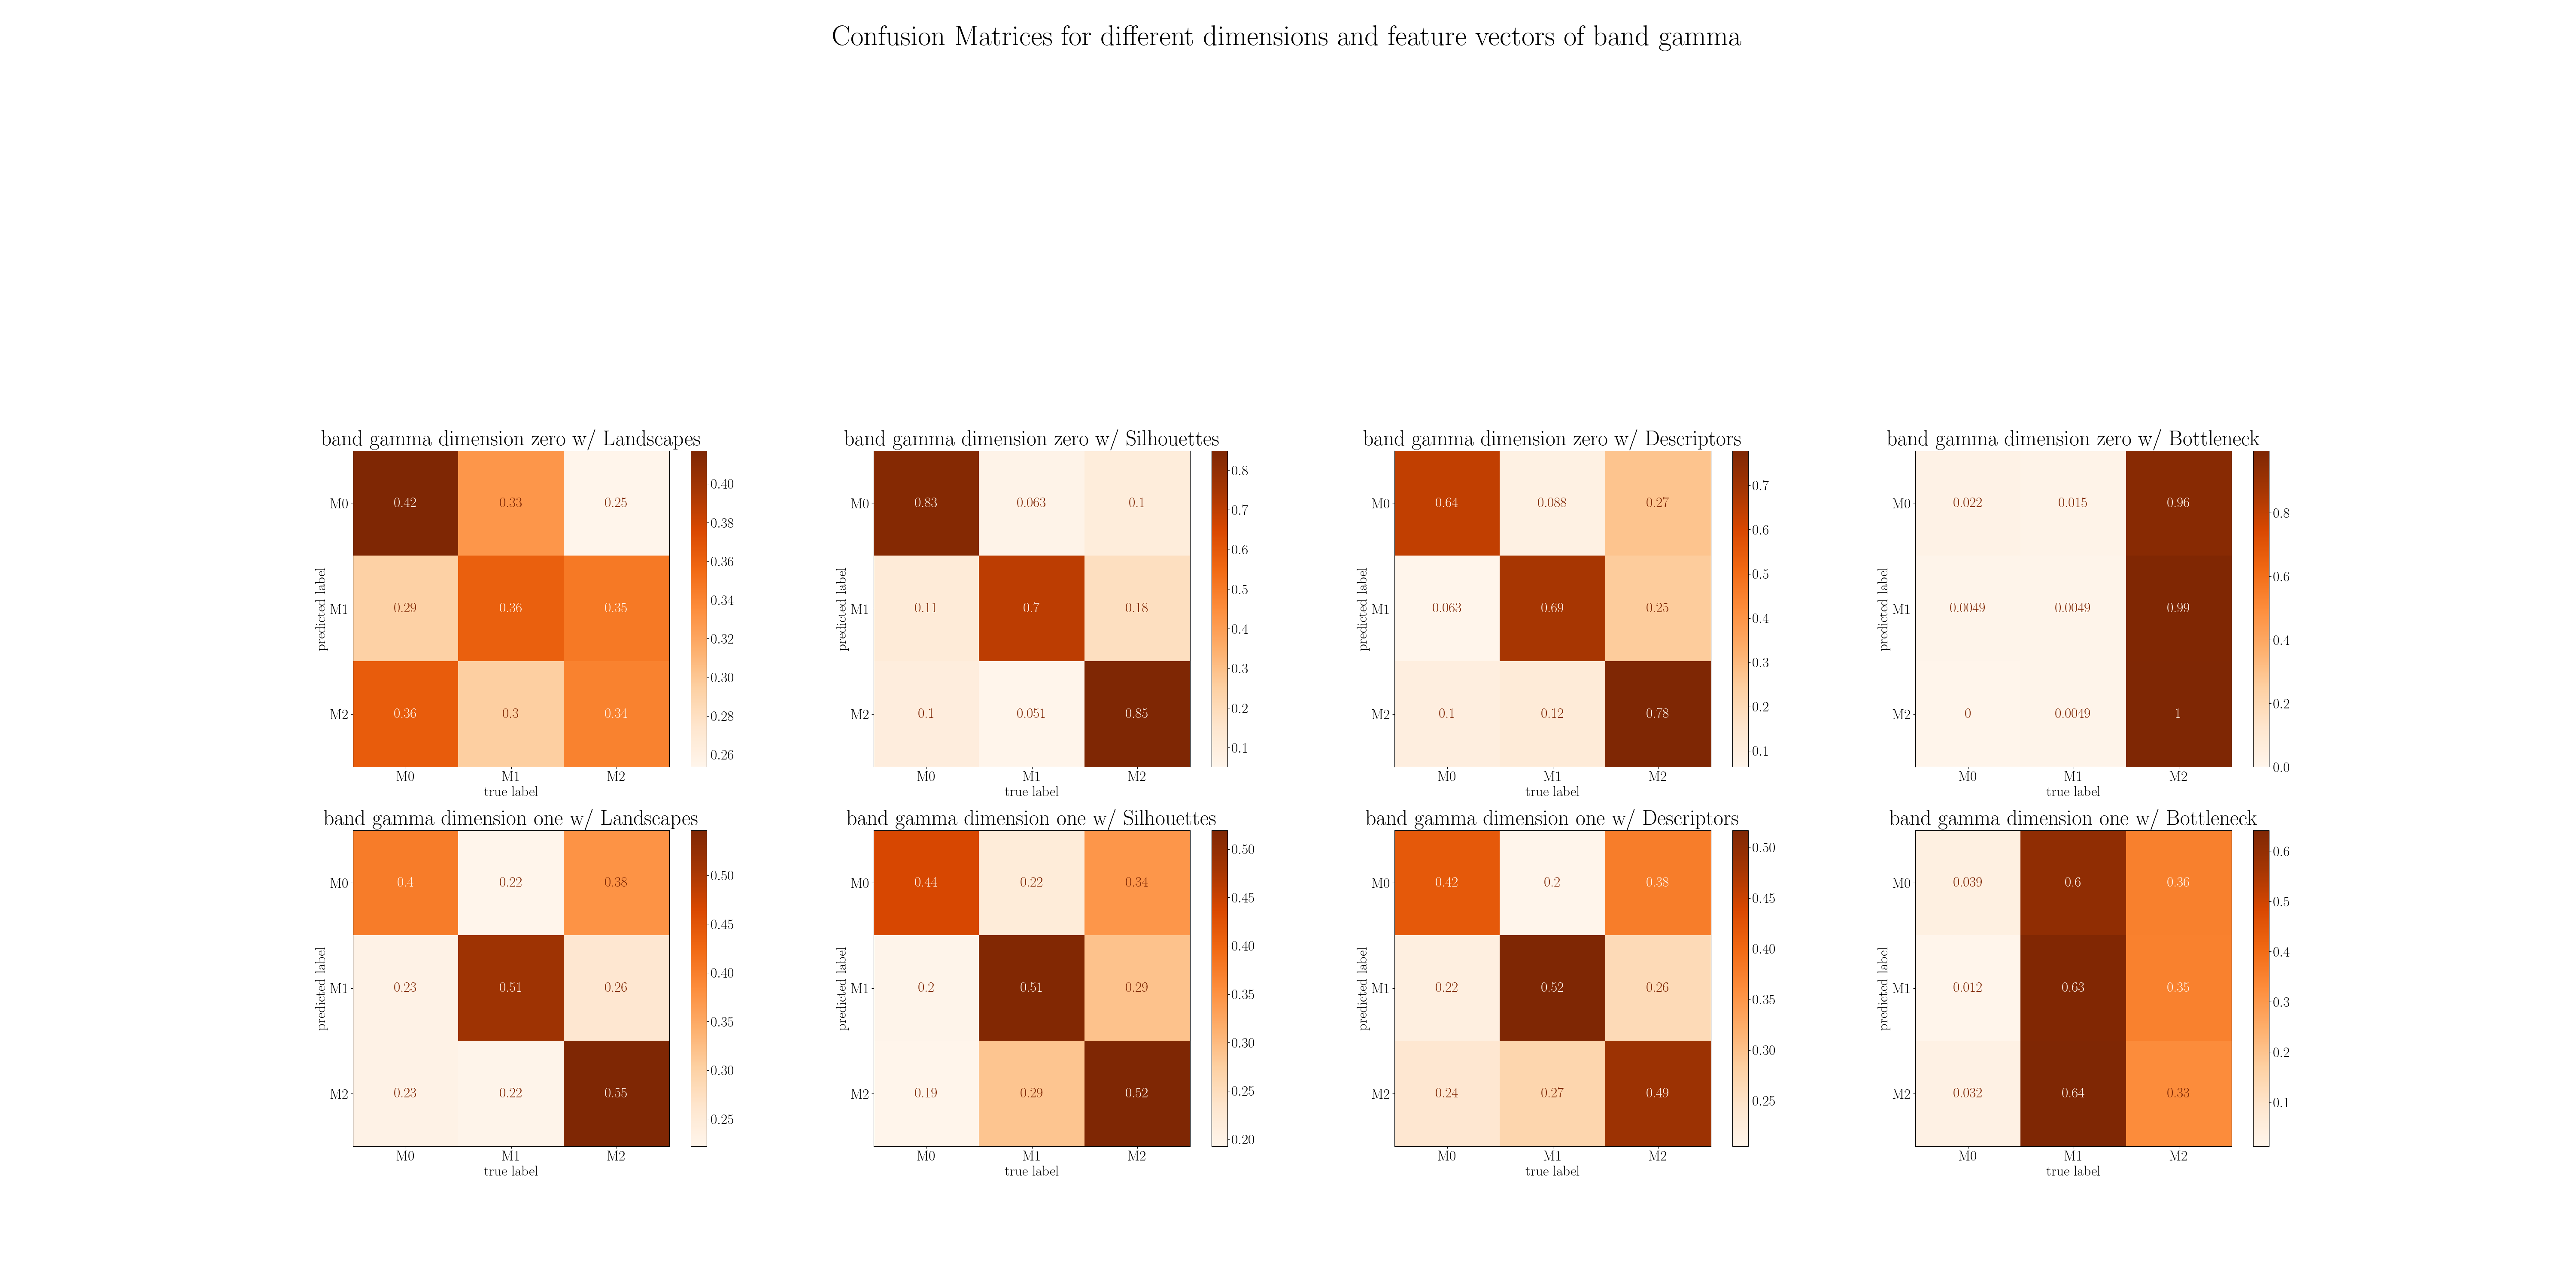 Confusion Matrices for different dimensions and feature vectors of band gamma
band gamma dimension zero w/ Landscapes
predicted label
M0 0.42 0.33 0.25
M1 0.29 0.36 0.35
M2 0.36 0.3 0.34
M0 M1 M2
true label
0.40
0.38
0.36
0.34
0.32
0.30
0.28
0.26
band gamma dimension zero w/ Silhouettes
predicted label
M0 0.83 0.063 0.1
M1 0.11 0.7 0.18
M2 0.1 0.051 0.85
M0 M1 M2
true label
0.8
0.7
0.6
0.5
0.4
0.3
0.2
0.1
band gamma dimension zero w/ Descriptors
predicted label
M0 0.64 0.088 0.27
M1 0.063 0.69 0.25
M2 0.1 0.12 0.78
M0 M1 M2
true label
0.7
0.6
0.5
0.4
0.3
0.2
0.1
band gamma dimension zero w/ Bottleneck
predicted label
M0 0.022 0.015 0.96
M1 0.0049 0.0049 0.99
M2 0 0.0049 1
M0 M1 M2
true label
0.8
0.6
0.4
0.2
0.0
band gamma dimension one w/ Landscapes
predicted label
M0 0.4 0.22 0.38
M1 0.23 0.51 0.26
M2 0.23 0.22 0.55
M0 M1 M2
true label
0.50
0.45
0.40
0.35
0.30
0.25
band gamma dimension one w/ Silhouettes
predicted label
M0 0.44 0.22 0.34
M1 0.2 0.51 0.29
M2 0.19 0.29 0.52
M0 M1 M2
true label
0.50
0.45
0.40
0.35
0.30
0.25
0.20
band gamma dimension one w/ Descriptors
predicted label
M0 0.42 0.2 0.38
M1 0.22 0.52 0.26
M2 0.24 0.27 0.49
M0 M1 M2
true label
0.50
0.45
0.40
0.35
0.30
0.25
band gamma dimension one w/ Bottleneck
predicted label
M0 0.039 0.6 0.36
M1 0.012 0.63 0.35
M2 0.032 0.64 0.33
M0 M1 M2
true label
0.6
0.5
0.4
0.3
0.2
0.1